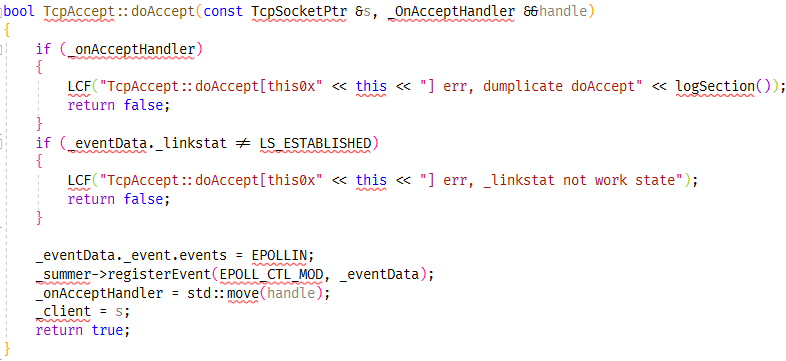 bool TcpAccept::doAccept(const TcpSocketPtr &s, _OnAcceptHandler &&handle)
{
    if (_onAcceptHandler)
    {
        LCF("TcpAccept::doAccept[this0x" << this << "] err, dumplicate doAccept" << logSection());
        return false;
    }
    if (_eventData._linkstat != LS_ESTABLISHED)
    {
        LCF("TcpAccept::doAccept[this0x" << this << "] err, _linkstat not work state");
        return false;
    }

    _eventData._event.events = EPOLLIN;
    _summer->registerEvent(EPOLL_CTL_MOD, _eventData);
    _onAcceptHandler = std::move(handle);
    _client = s;
    return true;
}